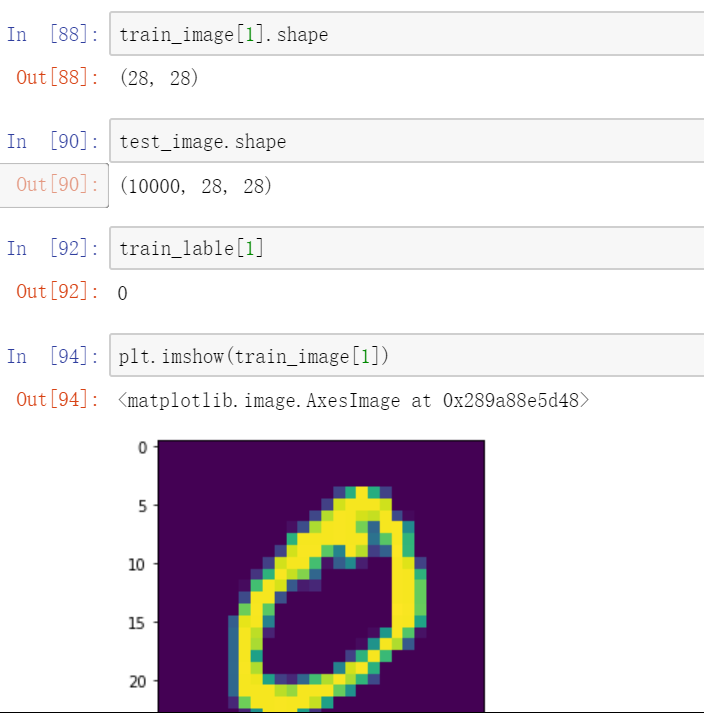 In [88]: train_image[1].shape
Out[88]: (28, 28)
In [90]: test_image.shape
Out[90]: (10000, 28, 28)
In [92]: train_lable[1]
Out[92]: 0
In [94]: plt.imshow(train_image[1])
Out[94]: <matplotlib.image.AxesImage at 0x289a88e5d48>
0
5
10
15
20